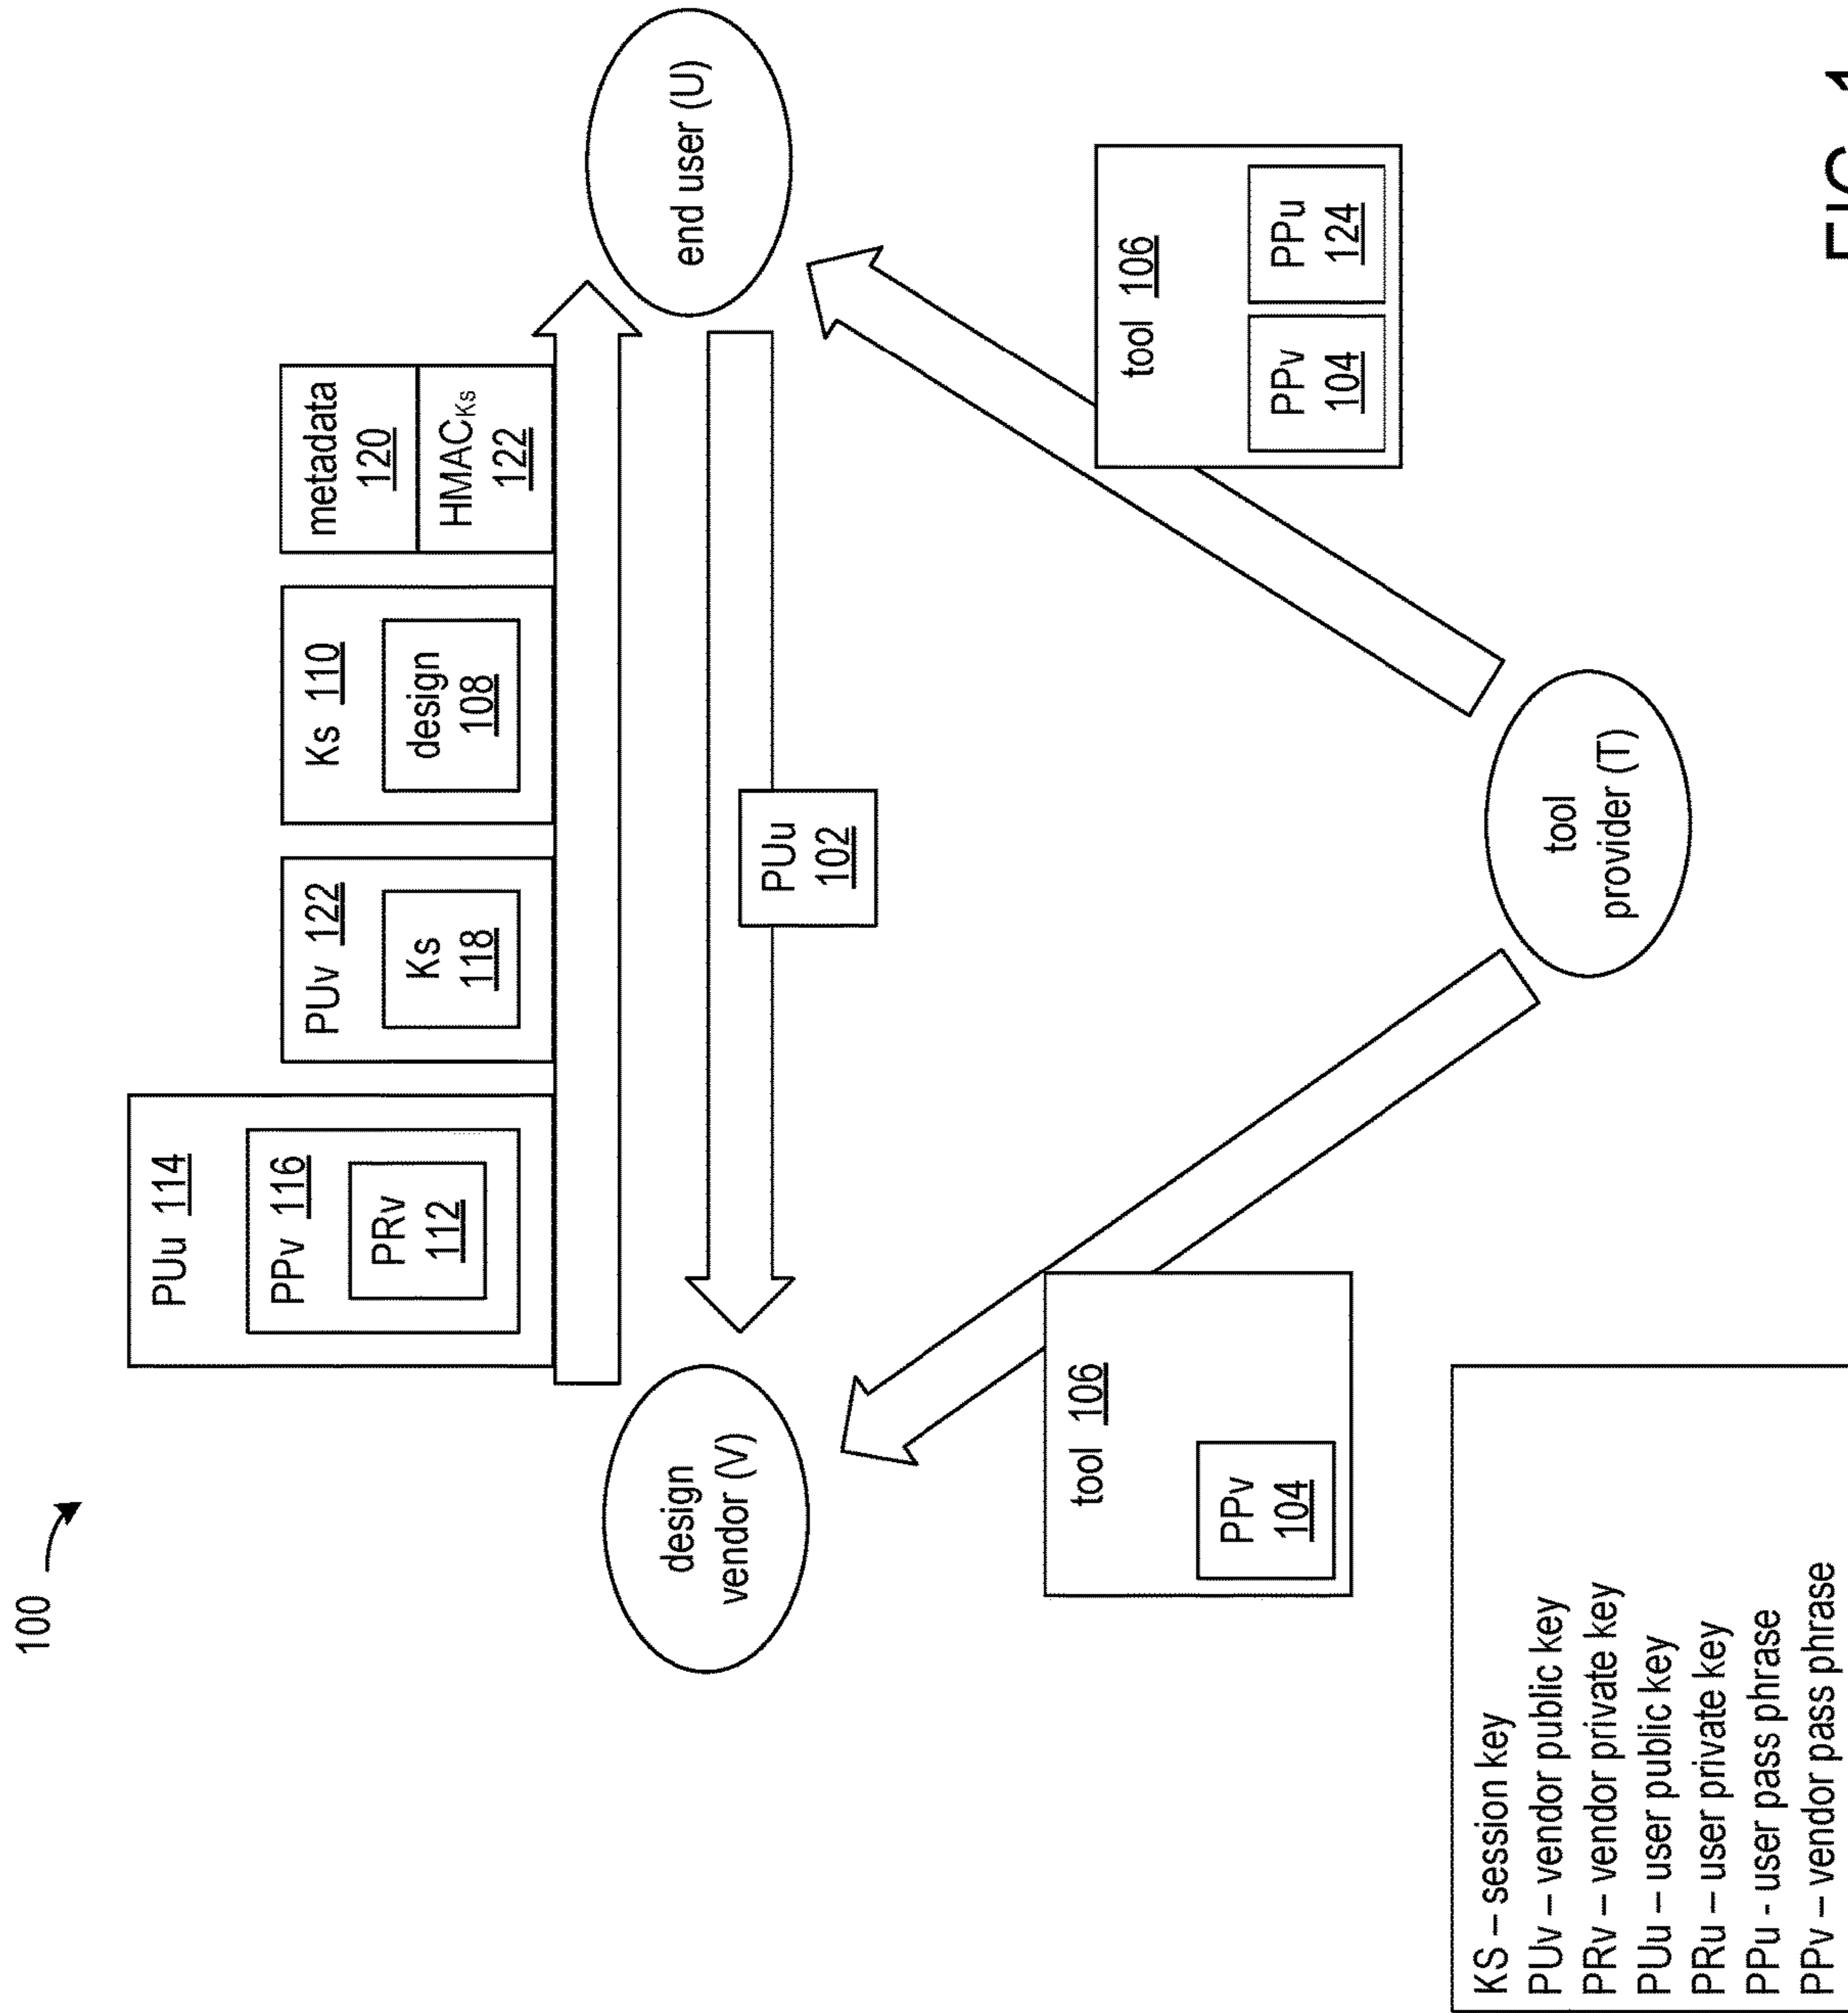 100
PUu 114
PPv 116
PRv
112
PUv 122
Ks
118
Ks 110
design
108
metadata
120
HMACKs
122
design
vendor (V)
end user (U)
PUu
102
tool 106
PPv
104
tool 106
PPv
104
PPu
124
tool
provider (T)
KS – session key
PUv – vendor public key
PRv – vendor private key
PUu – user public key
PRu – user private key
PPu - user pass phrase
PPv – vendor pass phrase